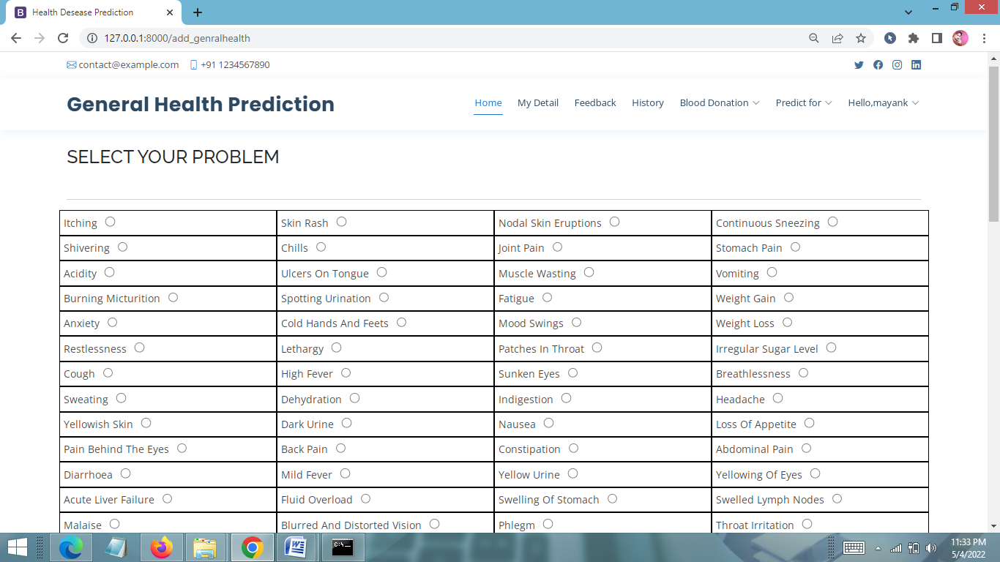 Health Desease Prediction
127.0.0.1:8000/add_genralhealth
contact@example.com +91 1234567890
General Health Prediction Home My Detail Feedback History Blood Donation Predict for Hello,mayank
SELECT YOUR PROBLEM
Itching Skin Rash Nodal Skin Eruptions Continuous Sneezing
Shivering Chills Joint Pain Stomach Pain
Acidity Ulcers On Tongue Muscle Wasting Vomiting
Burning Micturition Spotting Urination Fatigue Weight Gain
Anxiety Cold Hands And Feets Mood Swings Weight Loss
Restlessness Lethargy Patches In Throat Irregular Sugar Level
Cough High Fever Sunken Eyes Breathlessness
Sweating Dehydration Indigestion Headache
Yellowish Skin Dark Urine Nausea Loss Of Appetite
Pain Behind The Eyes Back Pain Constipation Abdominal Pain
Diarrhoea Mild Fever Yellow Urine Yellowing Of Eyes
Acute Liver Failure Fluid Overload Swelling Of Stomach Swelled Lymph Nodes
Malaise Blurred And Distorted Vision Phlegm Throat Irritation
11:33 PM
5/4/2022